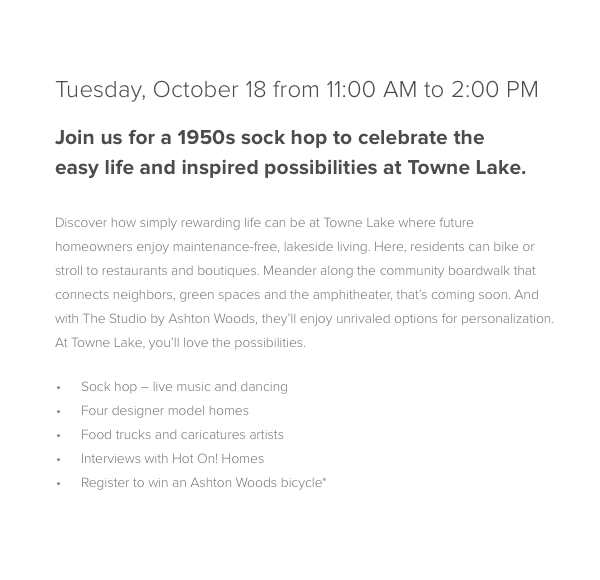 Tuesday, October 18 from 11:00 AM to 2:00 PM
Join us for a 1950s sock hop to celebrate the
easy life and inspired possibilities at Towne Lake.
Discover how simply rewarding life can be at Towne Lake where future
homeowners enjoy maintenance-free, lakeside living. Here, residents can bike or
stroll to restaurants and boutiques. Meander along the community boardwalk that
connects neighbors, green spaces and the amphitheater, that's coming soon. And
with The Studio by Ashton Woods, they'll enjoy unrivaled options for personalization.
At Towne Lake, you'll love the possibilities.
• Sock hop – live music and dancing
• Four designer model homes
• Food trucks and caricatures artists
• Interviews with Hot On! Homes
• Register to win an Ashton Woods bicycle*